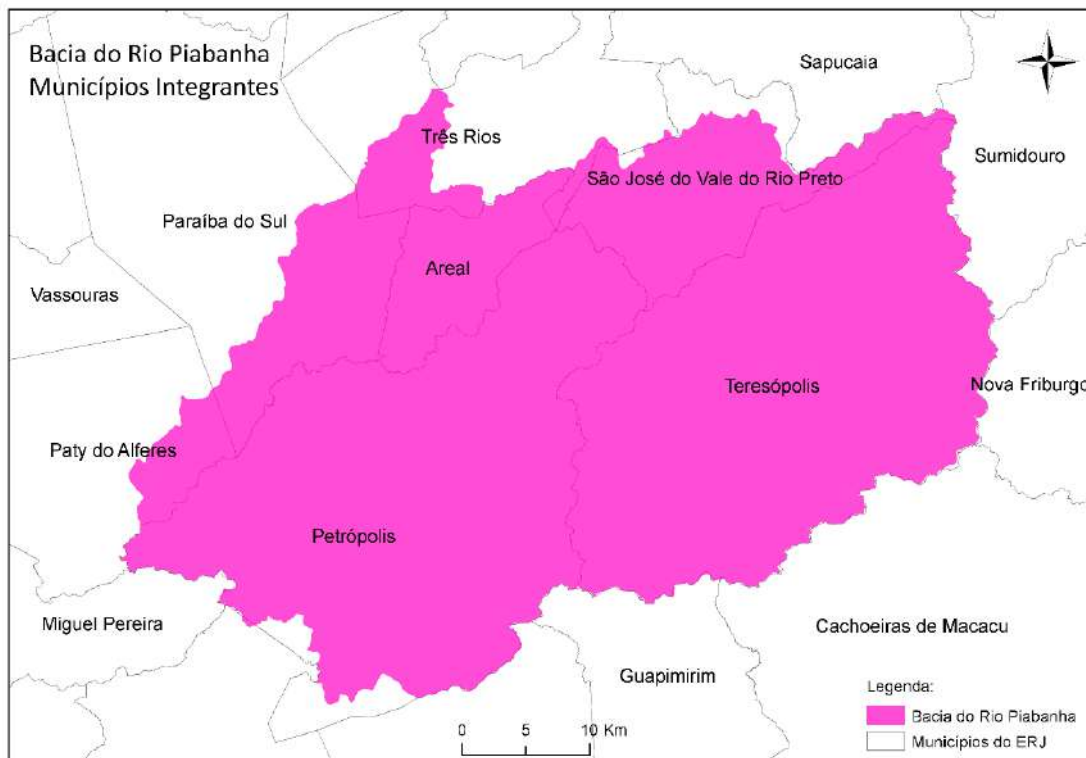 Bacia do Rio Piabanha
Municípios Integrantes
Sapucaia
Três Rios
Sumidouro
São José do Vale do Rio Preto
Paraíba do Sul
Areal
Vassouras
Teresópolis
Nova Friburgo
Paty do Alferes
Petrópolis
Miguel Pereira
Cachoeiras de Macacu
Guapimirim
Legenda:
Bacia do Rio Piabanha
Municípios do ERJ
0 5 10 Km